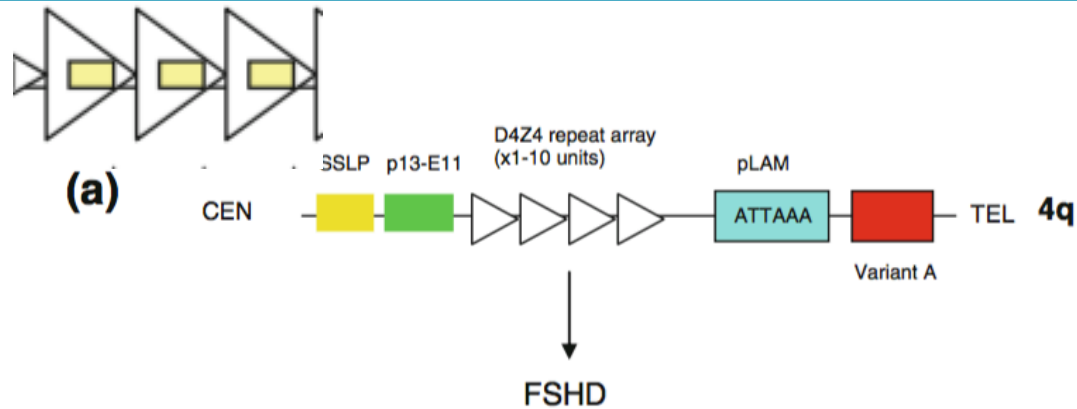 D4Z4 repeat array
(x1-10 units)
SSLP p13-E11
pLAM
(a)
CEN
ATTAAA
TEL
4q
Variant A
FSHD